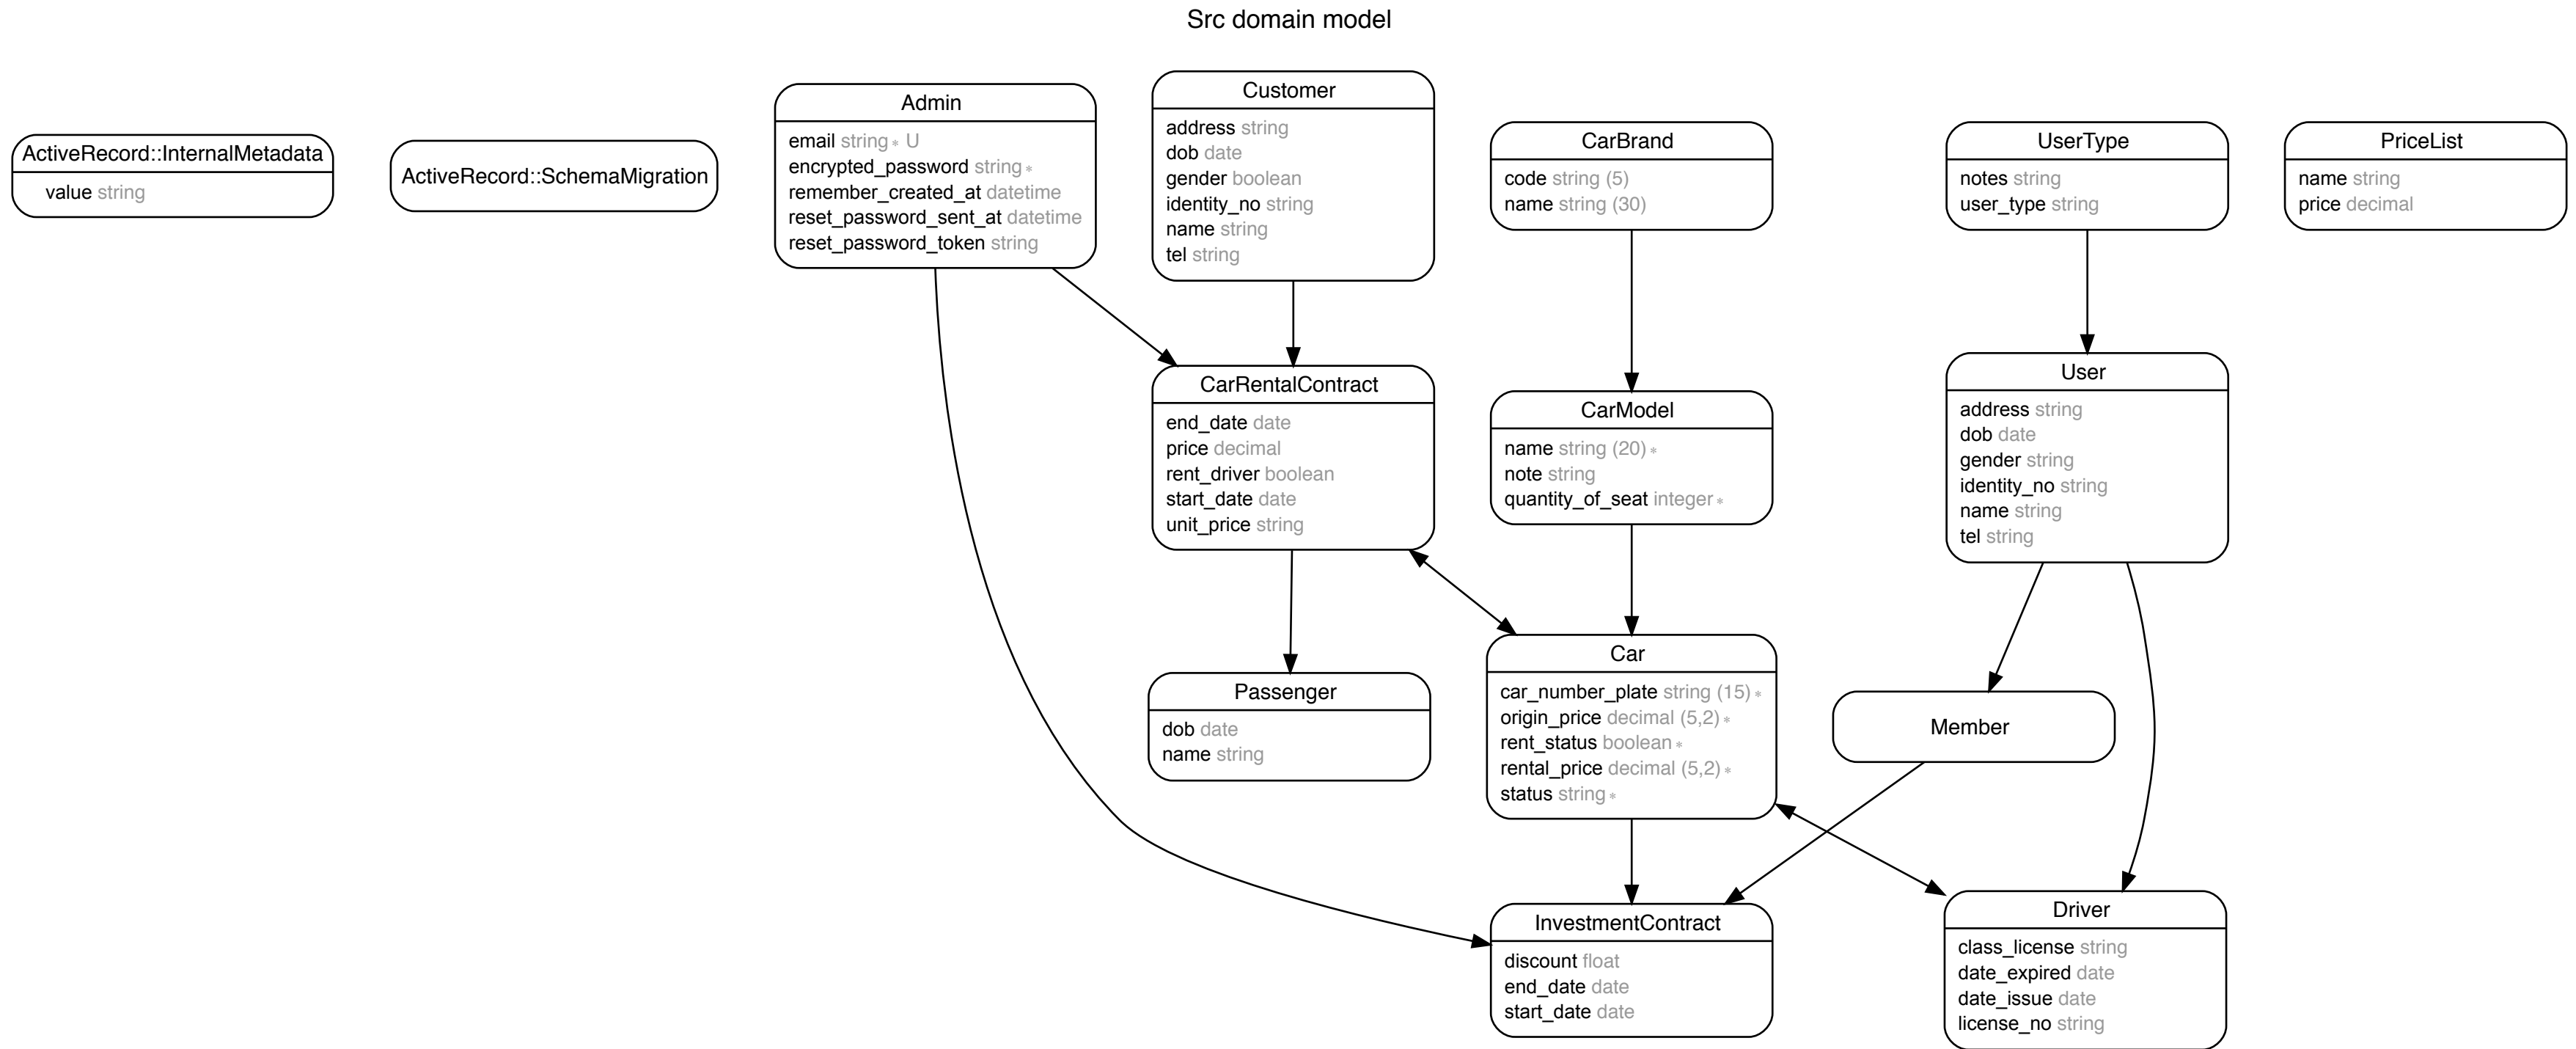 Src domain model
ActiveRecord::InternalMetadata
value string
ActiveRecord::SchemaMigration
Admin
email string∗ U
encrypted_password string∗
remember_created_at datetime
reset_password_sent_at datetime
reset_password_token string
Customer
address string
dob date
gender boolean
identity_no string
name string
tel string
CarBrand
code string (5)
name string (30)
UserType
notes string
user_type string
PriceList
name string
price decimal
CarRentalContract
end_date date
price decimal
rent_driver boolean
start_date date
unit_price string
CarModel
name string (20)∗
note string
quantity_of_seat integer∗
User
address string
dob date
gender string
identity_no string
name string
tel string
Passenger
dob date
name string
Car
car_number_plate string (15)∗
origin_price decimal (5,2)∗
rent_status boolean∗
rental_price decimal (5,2)∗
status string∗
Member
InvestmentContract
discount float
end_date date
start_date date
Driver
class_license string
date_expired date
date_issue date
license_no string